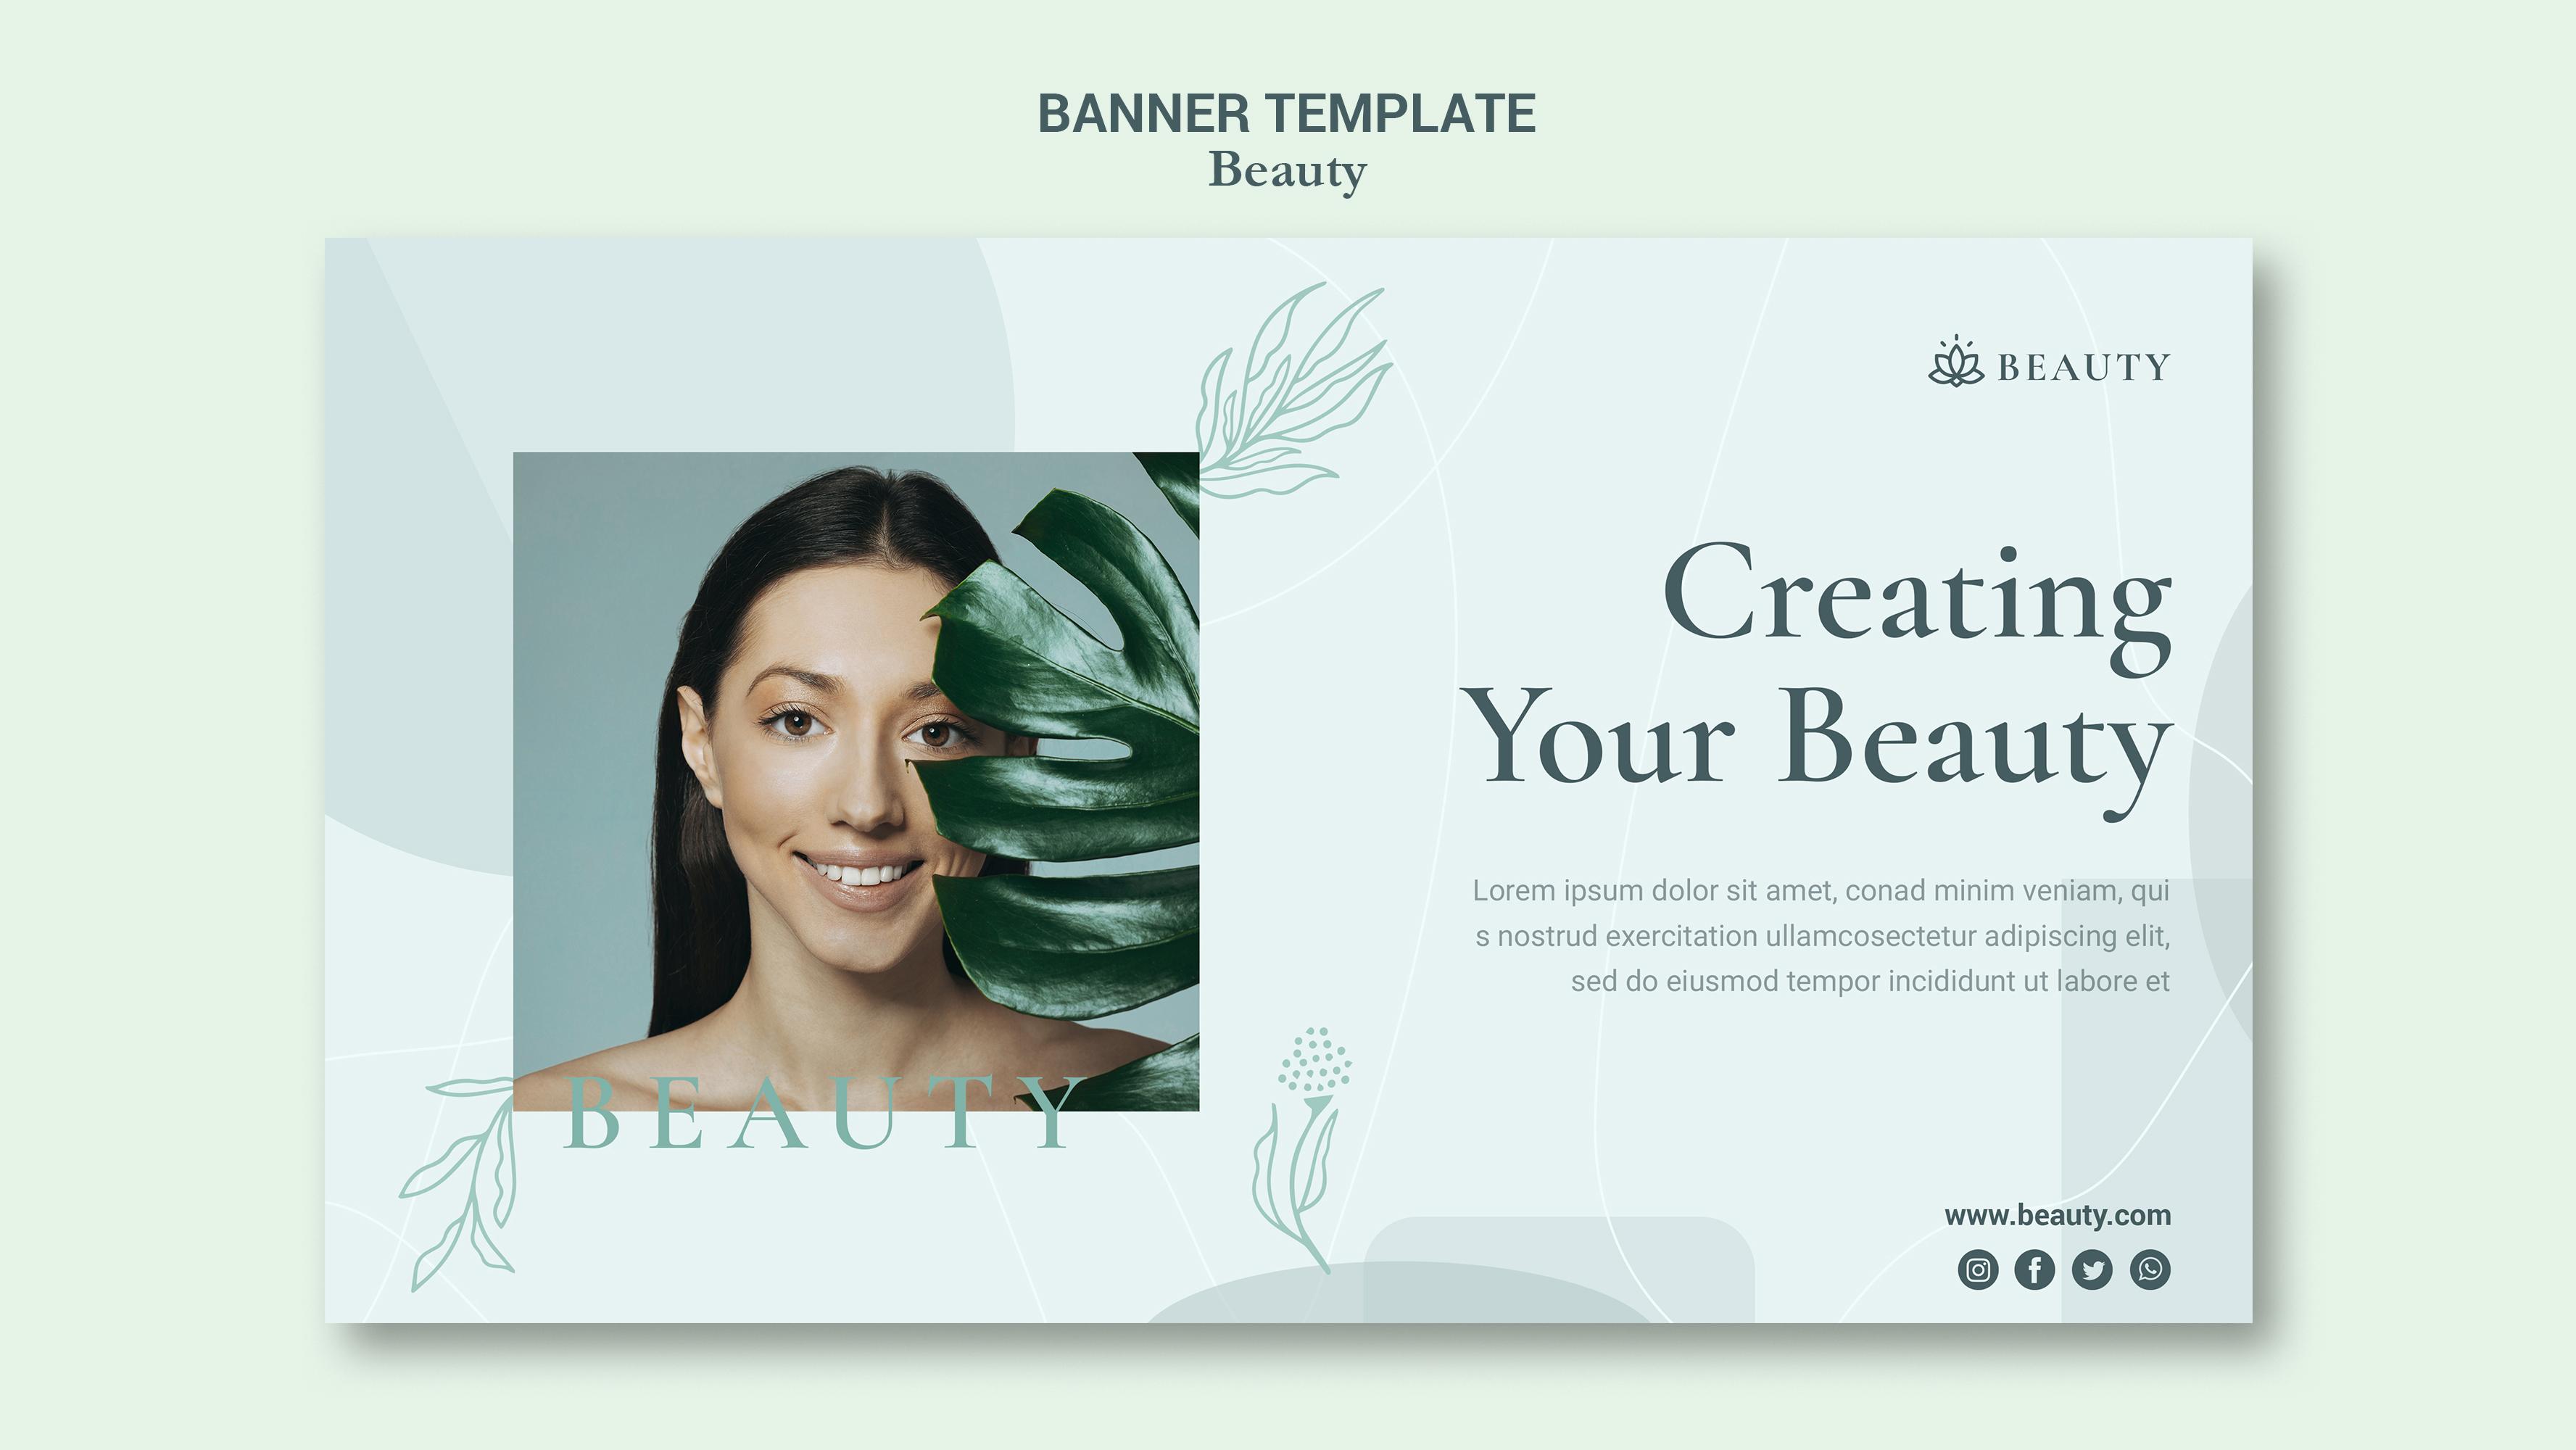 BANNER TEMPLATE
Beauty
BEAUTY
Creating
Your Beauty
Lorem ipsum dolor sit amet, conad minim veniam, qui
s nostrud exercitation ullamcosectetur adipiscing elit,
sed do eiusmod tempor incididunt ut labore et
BEAUTY
www.beauty.com